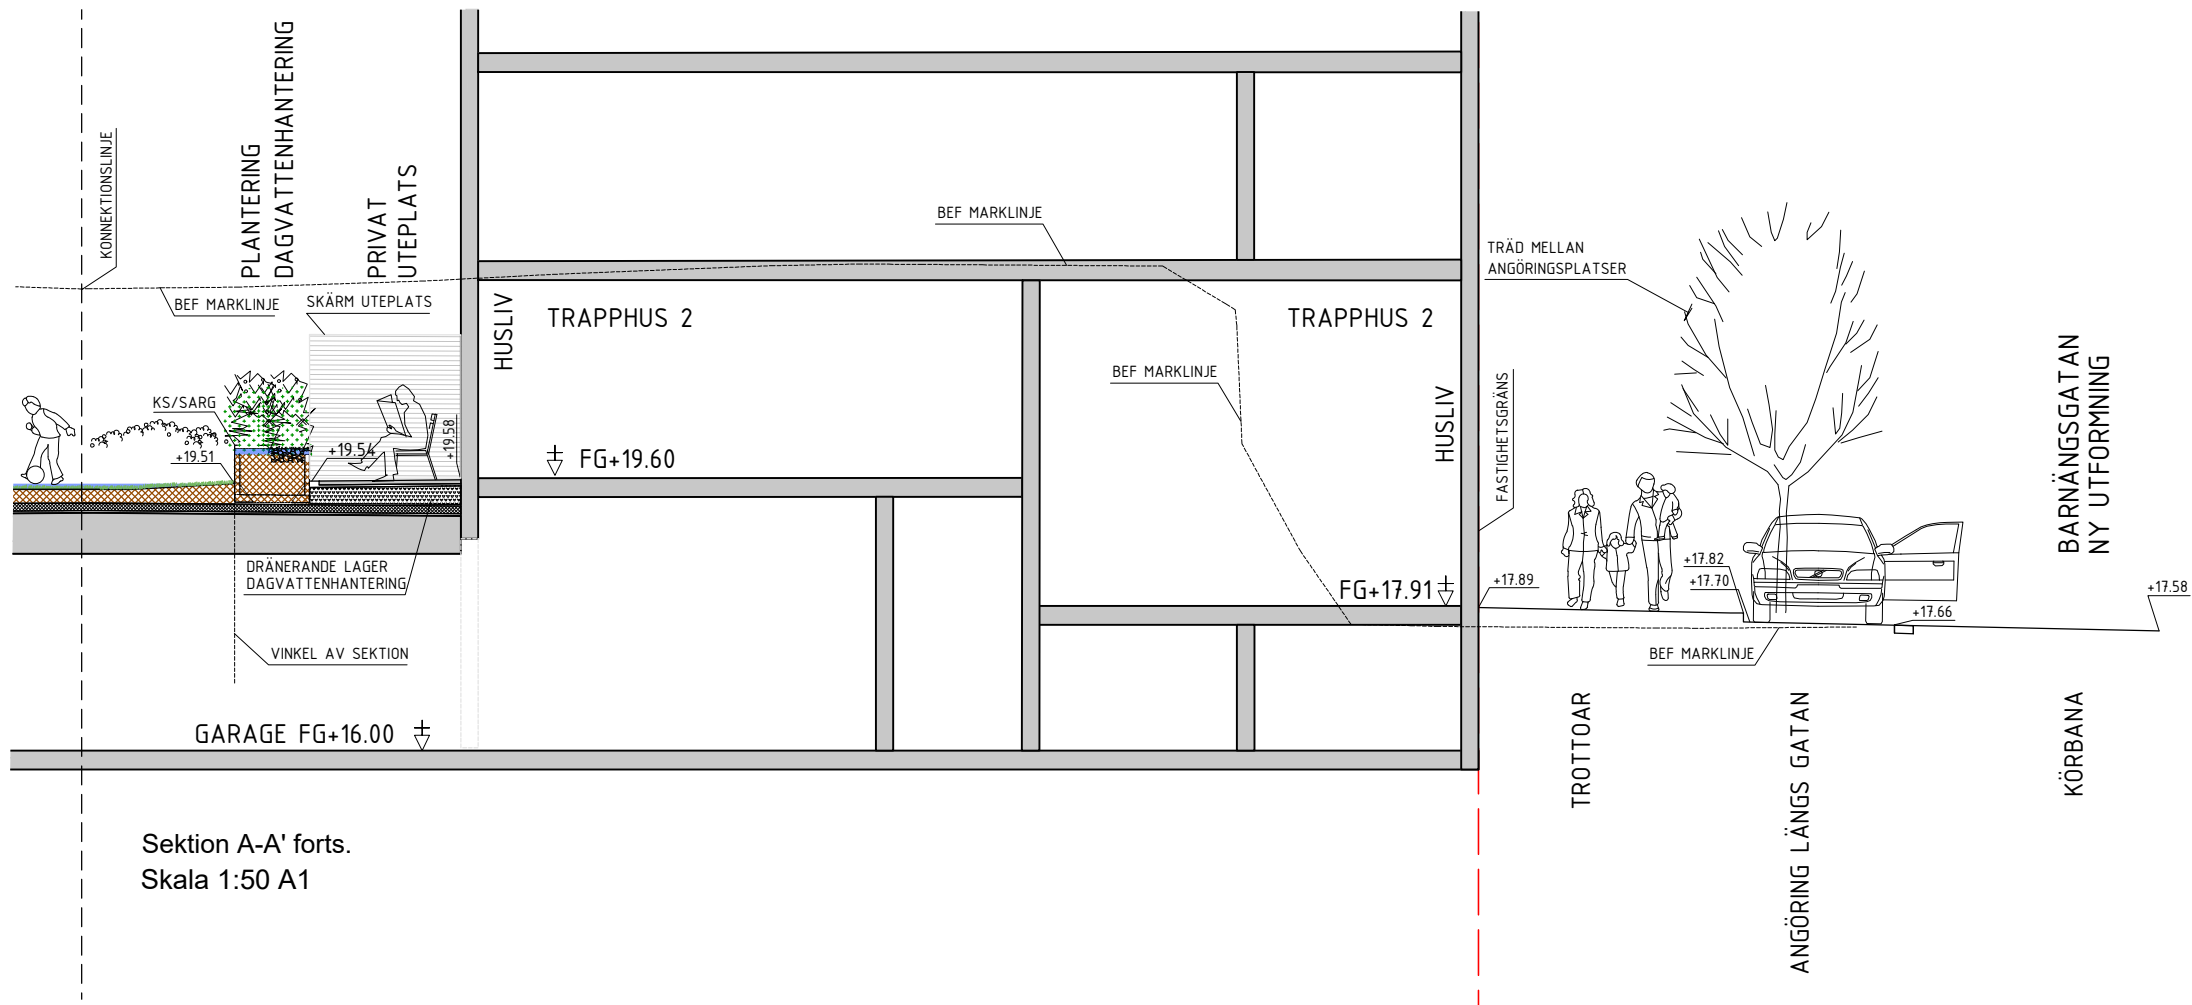 KONNEKTIONSLINJE
PLANTERING
DAGVATTENHANTERING
PRIVAT
UTEPLATS
BEF MARKLINJE
SKÄRM UTEPLATS
HUSLIV
TRAPPHUS 2
BEF MARKLINJE
TRAPPHUS 2
TRÄD MELLAN
ANGÖRINGSPLATSER
BARNÄNGSGATAN
NY UTFORMNING
BEF MARKLINJE
HUSLIV
FASTIGHETSGRÄNS
KS/SARG
+19.51
+19.54
+19.58
FG+19.60
DRÄNERANDE LAGER
DAGVATTENHANTERING
FG+17.91
+17.89
+17.82
+17.70
+17.66
+17.58
VINKEL AV SEKTION
BEF MARKLINJE
GARAGE FG+16.00
TROTTOAR
ANGÖRING LÄNGS GATAN
KÖRBANA
Sektion A-A' forts.
Skala 1:50 A1